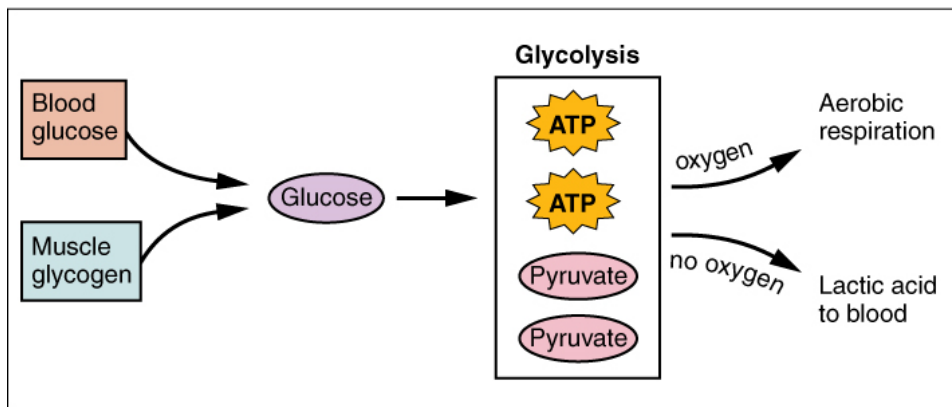 Glycolysis
Blood
glucose
Muscle
glycogen
Glucose
ATP
ATP
Pyruvate
Pyruvate
oxygen
no oxygen
Aerobic
respiration
Lactic acid
to blood